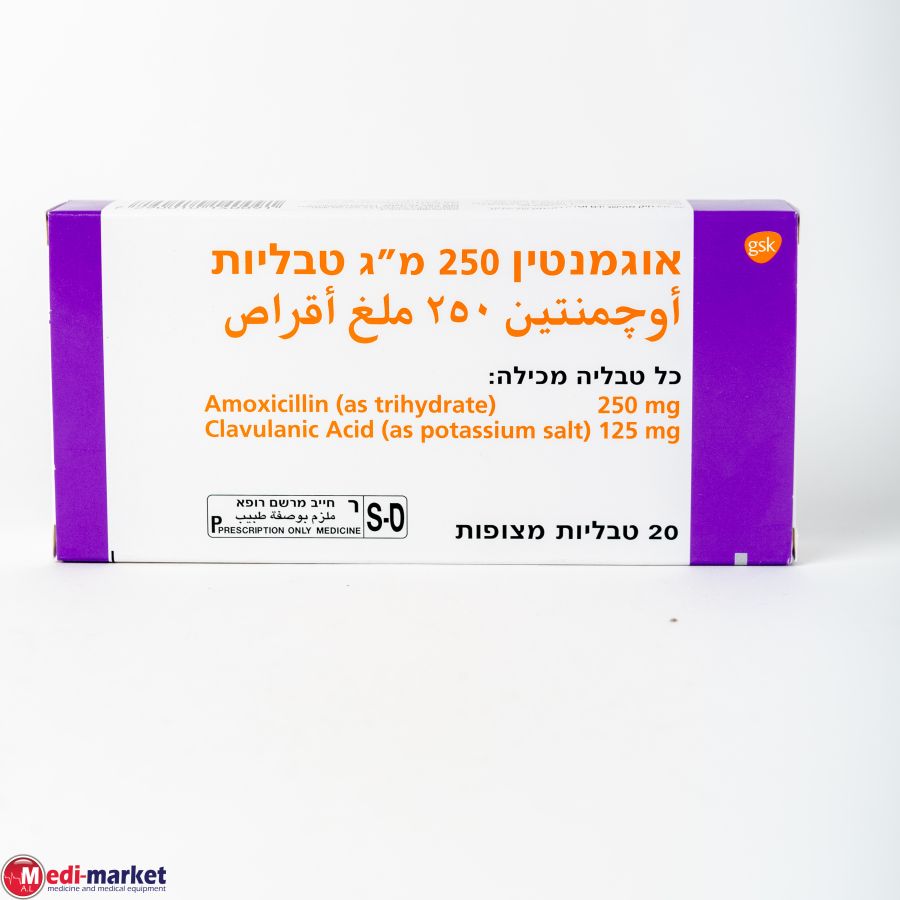 gsk
אוגמנטין 250 מ"ג טבליות
أوچمنتين ٢٥٠ ملغ أقراص
כל טבליה מכילה:
Amoxicillin (as trihydrate) 250 mg
Clavulanic Acid (as potassium salt) 125 mg
ר חייב מרשם רופא
ملزم بوصفة طبيب
P PRESCRIPTION ONLY MEDICINE
S-D
20 טבליות מצופות
Medi-market
A.L
medicine and medical equipment